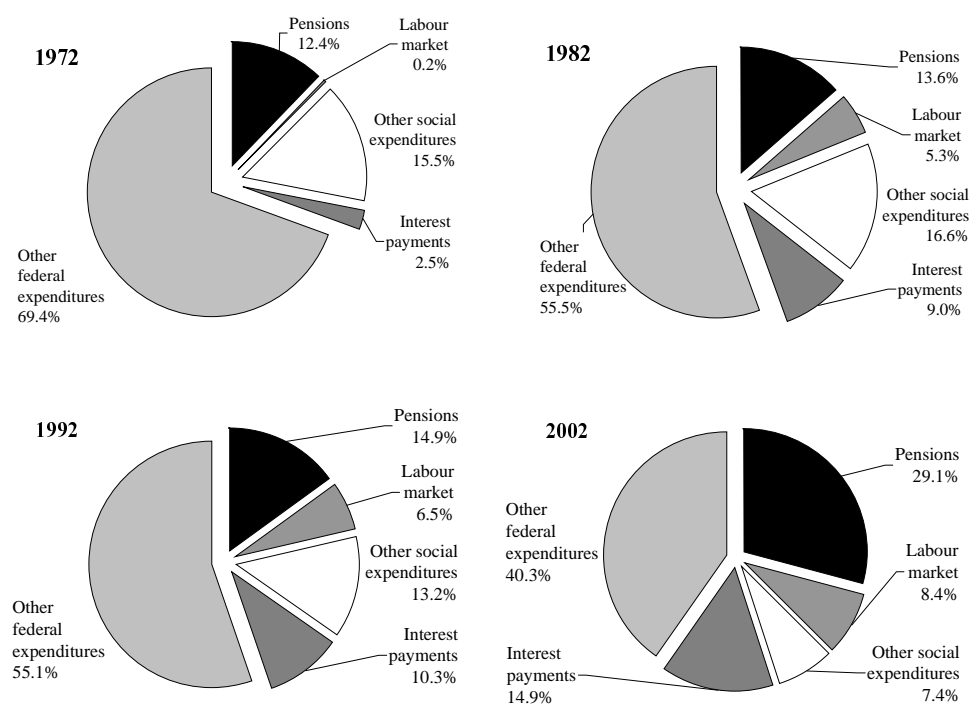 1972
Pensions
12.4%
Labour
market
0.2%
Other social
expenditures
15.5%
Interest
payments
2.5%
Other
federal
expenditures
69.4%
1982
Pensions
13.6%
Labour
market
5.3%
Other social
expenditures
16.6%
Interest
payments
9.0%
Other
federal
expenditures
55.5%
1992
Pensions
14.9%
Labour
market
6.5%
Other social
expenditures
13.2%
Interest
payments
10.3%
Other
federal
expenditures
55.1%
2002
Pensions
29.1%
Labour
market
8.4%
Other social
expenditures
7.4%
Interest
payments
14.9%
Other
federal
expenditures
40.3%